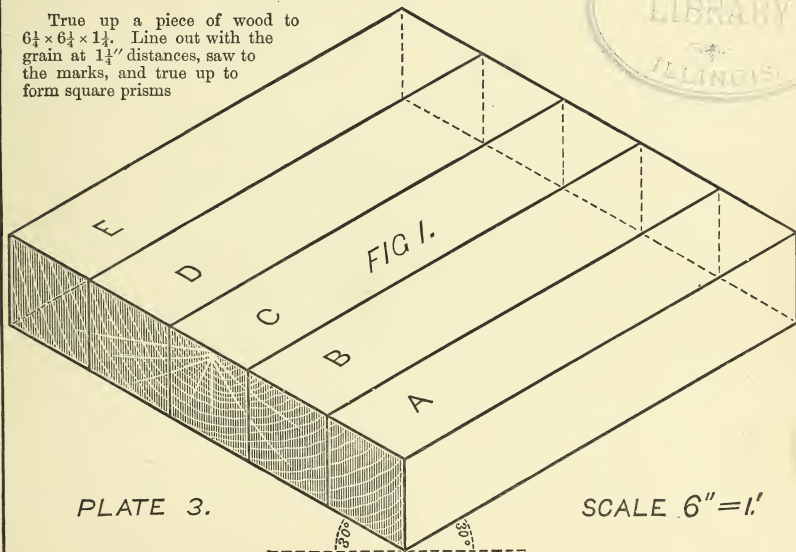 True up a piece of wood to
6¼ × 6¼ × 1¼. Line out with the
grain at 1¼″ distances, saw to
the marks, and true up to
form square prisms
LIBRARY
ILLINOIS
E
D
FIG 1.
C
B
A
PLATE 3.
SCALE 6″=1.′
30° 30°